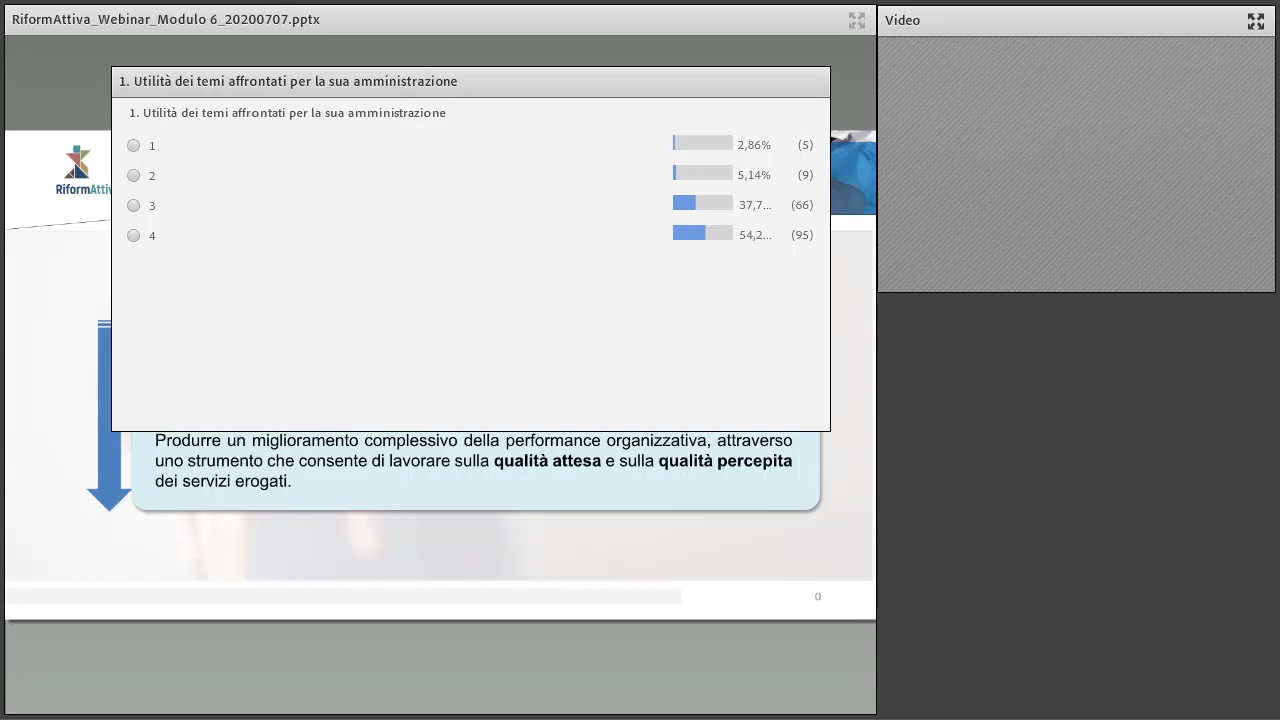 RiformAttiva_Webinar_Modulo 6_20200707.pptx
Video
1. Utilità dei temi affrontati per la sua amministrazione
1. Utilità dei temi affrontati per la sua amministrazione
1 2,86% (5)
2 5,14% (9)
3 37,7... (66)
4 54,2... (95)
RiformAttiv
Produrre un miglioramento complessivo della performance organizzativa, attraverso
uno strumento che consente di lavorare sulla qualità attesa e sulla qualità percepita
dei servizi erogati.
0